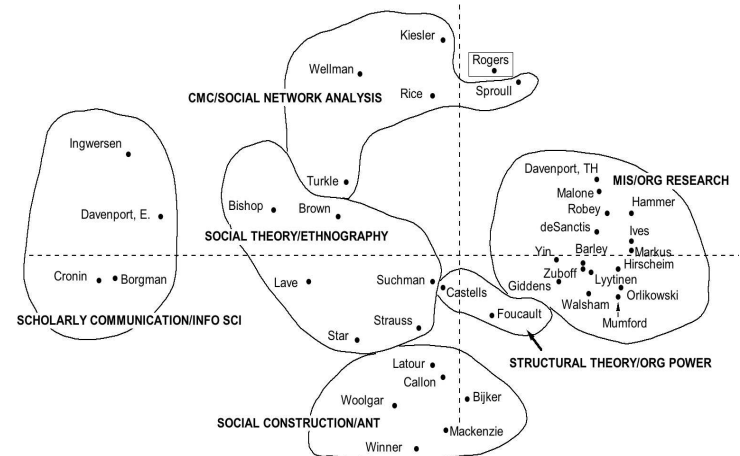 Kiesler
Rogers
Wellman
CMC/SOCIAL NETWORK ANALYSIS
Rice
Sproull
Ingwersen
Turkle
Davenport, TH
MIS/ORG RESEARCH
Malone
Bishop
Brown
Robey
Hammer
Davenport, E.
deSanctis
Ives
SOCIAL THEORY/ETHNOGRAPHY
Yin
Barley
Markus
Hirscheim
Cronin
Borgman
Lave
Suchman
Zuboff
Lyytinen
Castells
Giddens
Orlikowski
Walsham
SCHOLARLY COMMUNICATION/INFO SCI
Strauss
Foucault
Mumford
Star
STRUCTURAL THEORY/ORG POWER
Latour
Callon
Woolgar
Bijker
SOCIAL CONSTRUCTION/ANT
Mackenzie
Winner